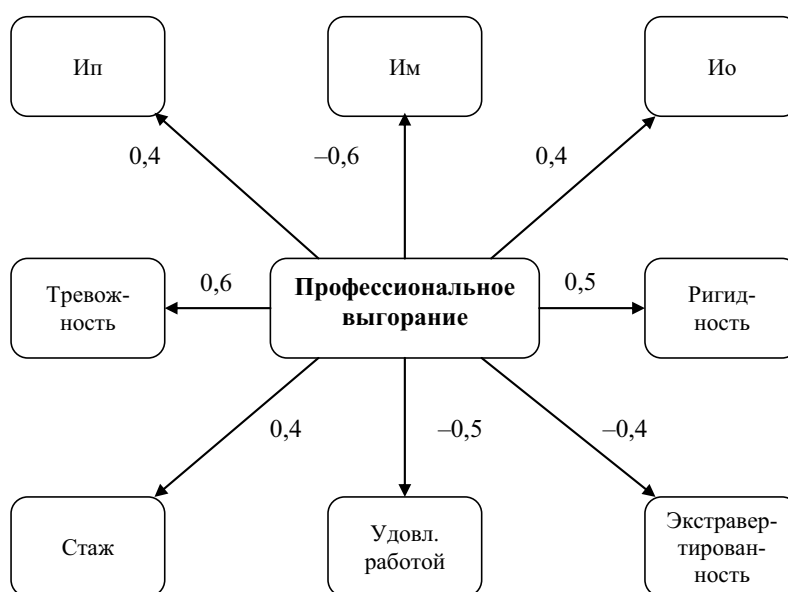 Ип
Им
Ио
0,4
–0,6
0,4
Тревож-
ность
0,6
Профессиональное
выгорание
0,5
Ригид-
ность
0,4
–0,5
–0,4
Стаж
Удовл.
работой
Экстравер-
тирован-
ность